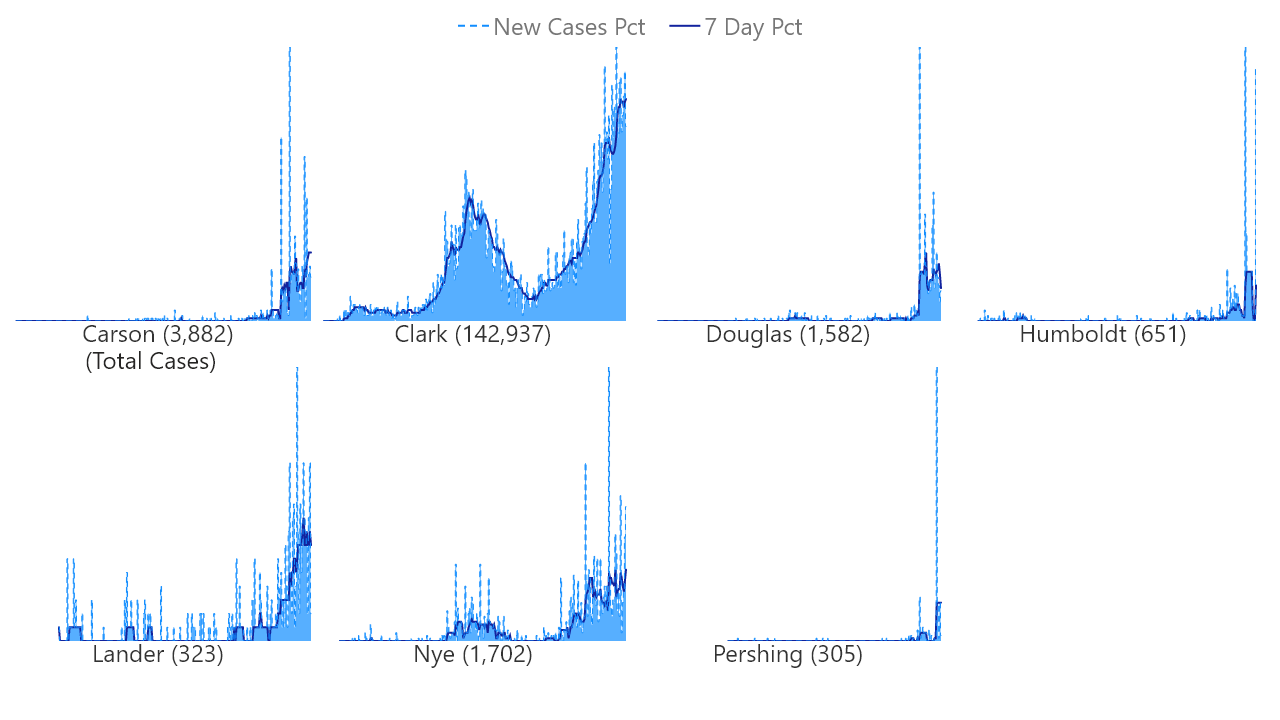 New Cases Pct 7 Day Pct
Carson (3,882) Clark (142,937) Douglas (1,582) Humboldt (651)
(Total Cases)
Lander (323) Nye (1,702) Pershing (305)